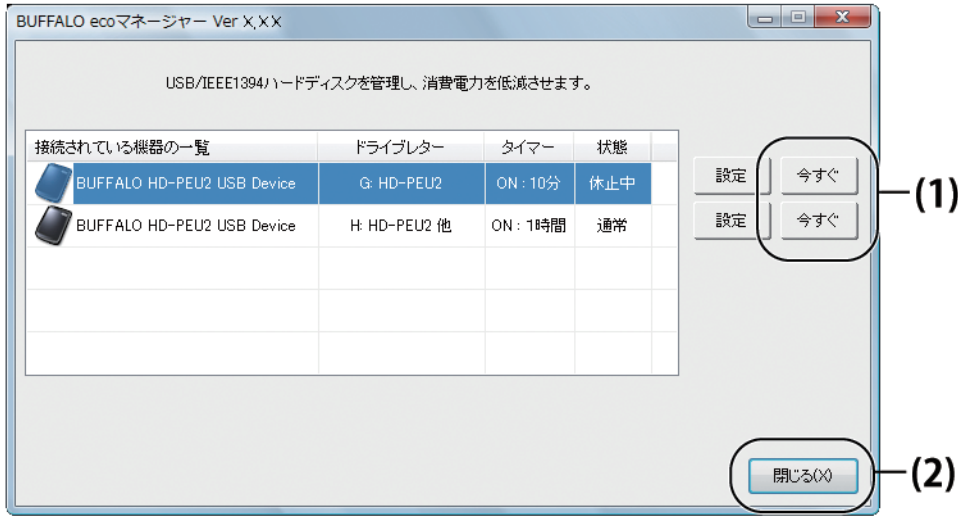 BUFFALO ecoマネージャー Ver X.XX
USB/IEEE1394ハードディスクを管理し、消費電力を低減させます。
接続されている機器の一覧 ドライブレター タイマー 状態
BUFFALO HD-PEU2 USB Device G: HD-PEU2 ON : 10分 休止中 設定 今すぐ
(1)
BUFFALO HD-PEU2 USB Device H: HD-PEU2 他 ON : 1時間 通常 設定 今すぐ
閉じる(X)
(2)